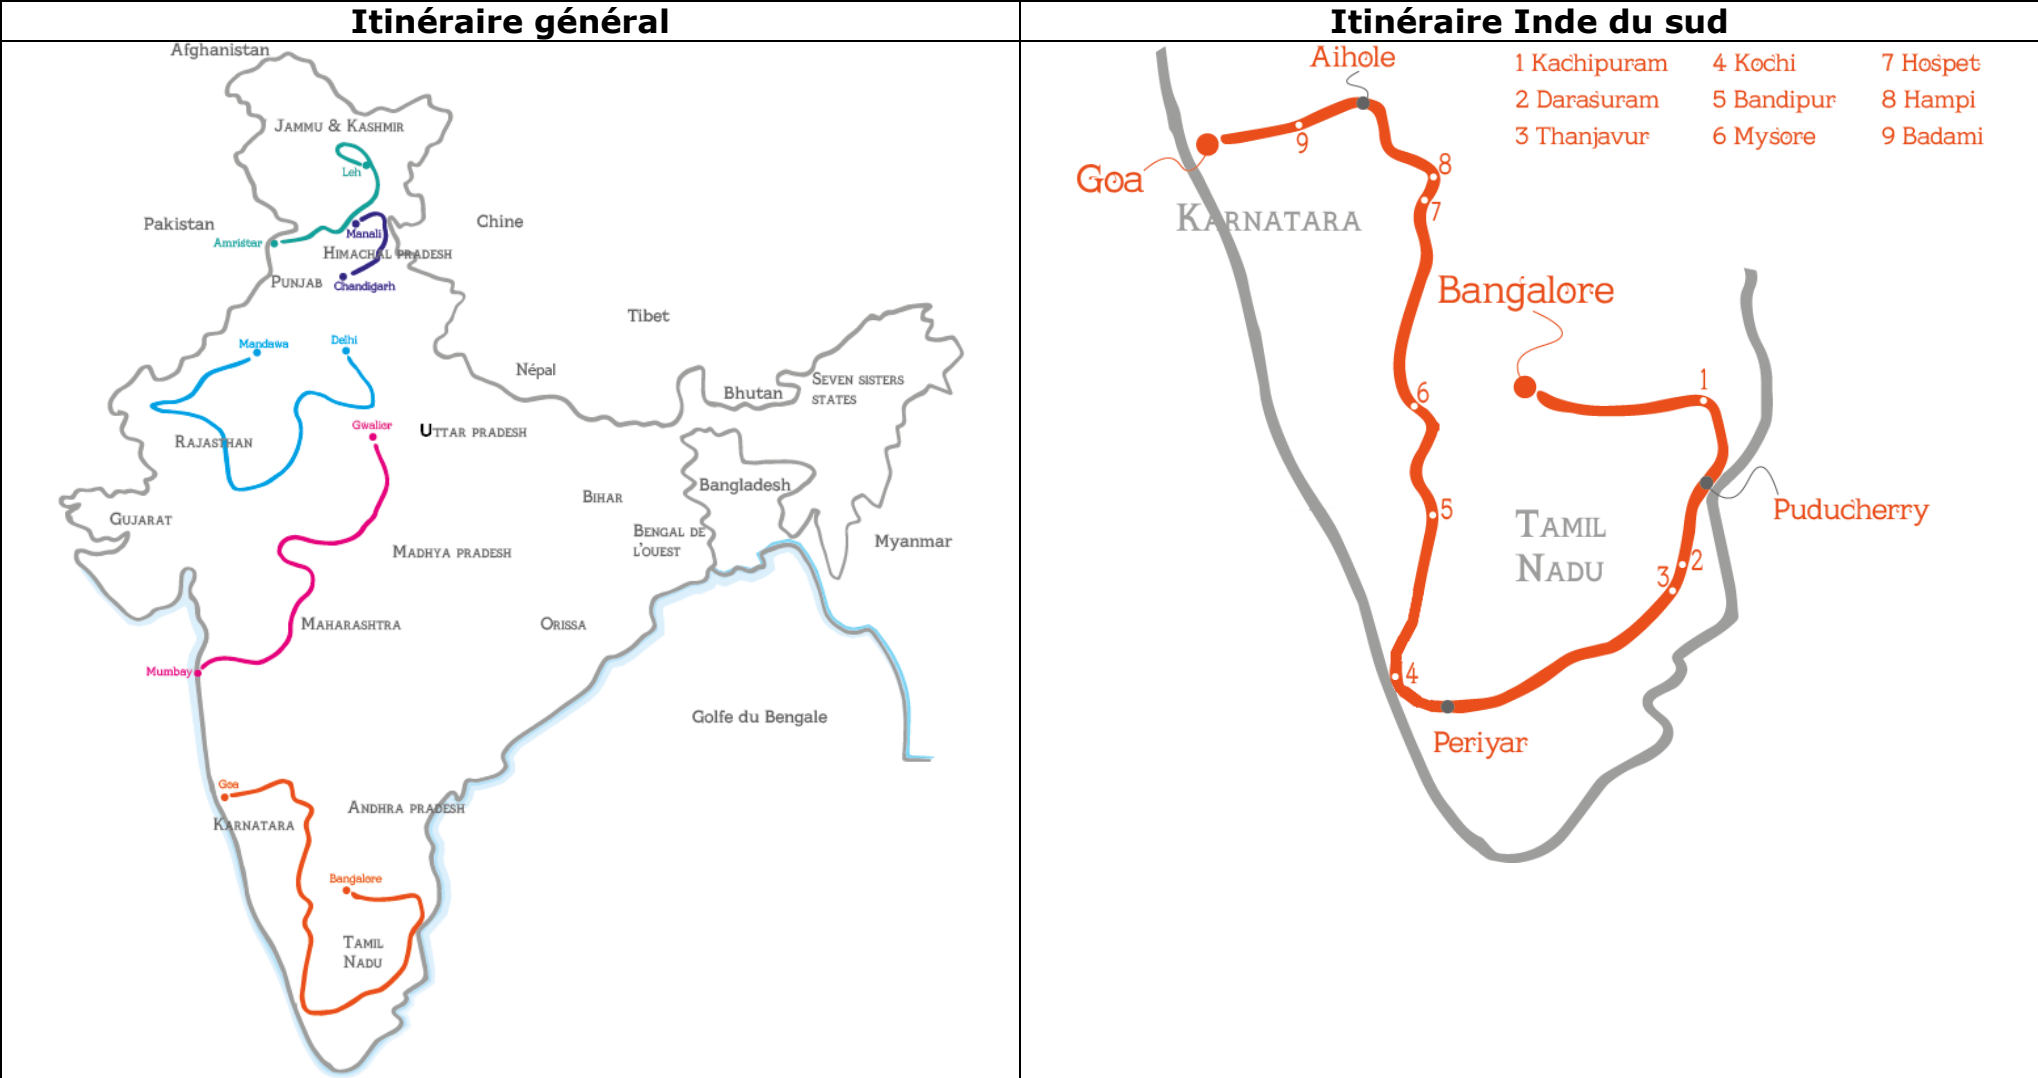 Itinéraire général
Afghanistan
JAMMU & KASHMIR
Leh
Pakistan
Chine
Amristar
Manali
HIMACHAL PRADESH
PUNJAB
Chandigarh
Tibet
Mandawa
Delhi
Népal
Bhutan
SEVEN SISTERS
STATES
RAJASTHAN
Gwalior
UTTAR PRADESH
Bangladesh
BIHAR
GUJARAT
BENGAL DE
L'OUEST
Myanmar
MADHYA PRADESH
MAHARASHTRA
ORISSA
Mumbay
Golfe du Bengale
Goa
KARNATARA
ANDHRA PRADESH
Bangalore
TAMIL
NADU
Itinéraire Inde du sud
Aihole
1 Kachipuram
4 Kochi
7 Hospet
2 Darasuram
5 Bandipur
8 Hampi
3 Thanjavur
6 Mysore
9 Badami
9
8
Goa
7
KARNATARA
Bangalore
1
6
5
Puducherry
TAMIL
NADU
2
3
4
Periyar